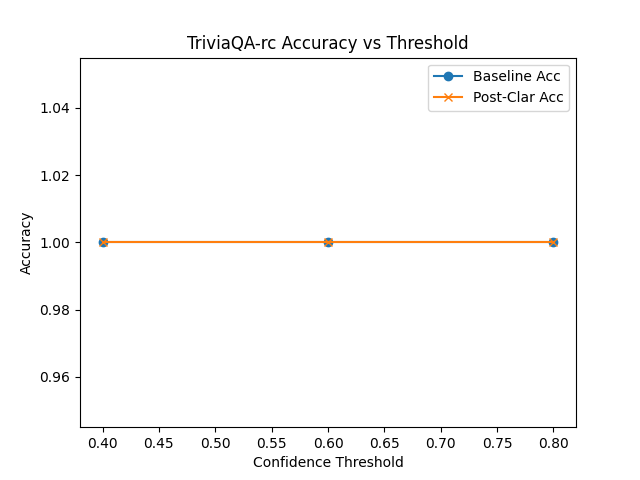 TriviaQA-rc Accuracy vs Threshold
Baseline Acc
Post-Clar Acc
1.04
1.02
1.00
0.98
0.96
Accuracy
0.40 0.45 0.50 0.55 0.60 0.65 0.70 0.75 0.80
Confidence Threshold